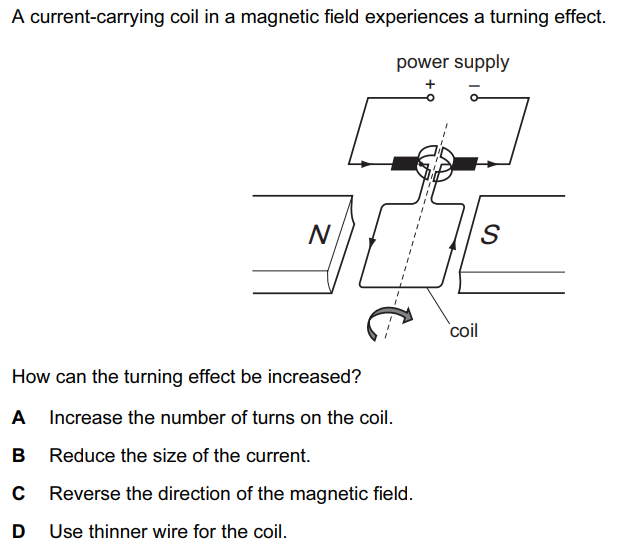 A current-carrying coil in a magnetic field experiences a turning effect.
power supply
+ –
N
S
coil
How can the turning effect be increased?
A Increase the number of turns on the coil.
B Reduce the size of the current.
C Reverse the direction of the magnetic field.
D Use thinner wire for the coil.